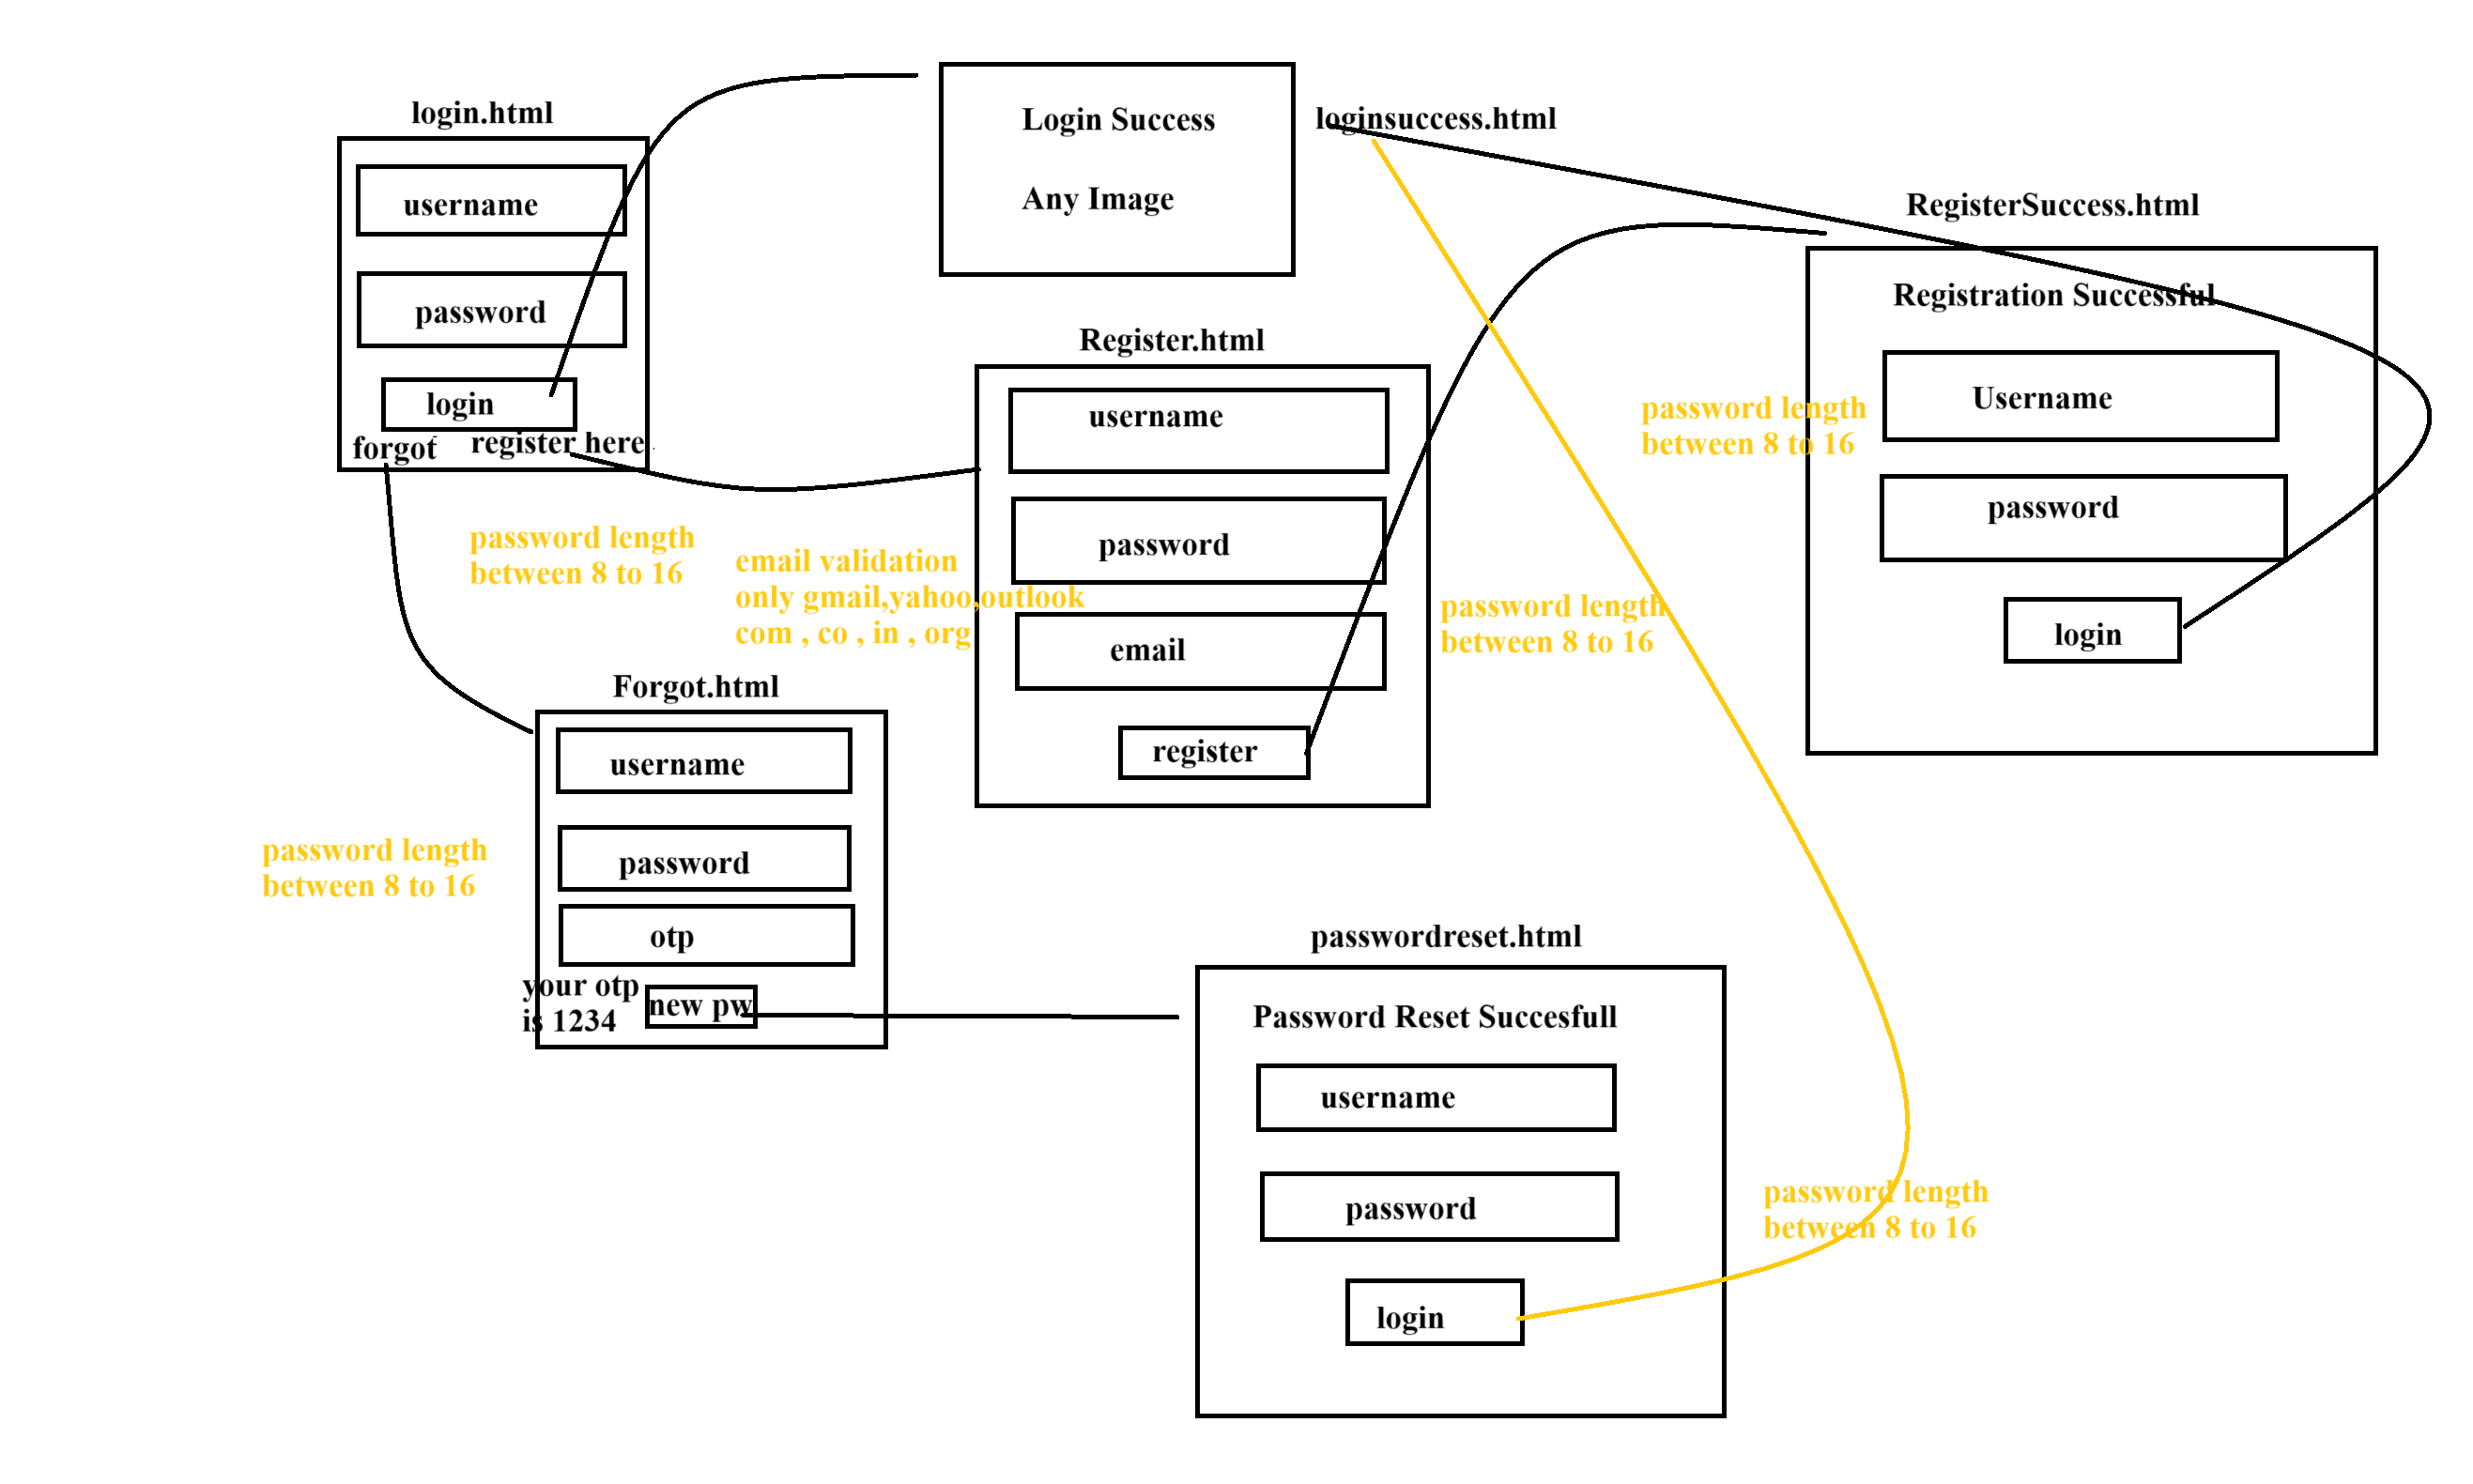 login.html
username
password
login
forgot
register here
Login Success
Any Image
loginsuccess.html
RegisterSuccess.html
Registration Successful
Username
password
login
password length
between 8 to 16
Register.html
username
password
email
register
password length
between 8 to 16
email validation
only gmail,yahoo,outlook
com , co , in , org
password length
between 8 to 16
Forgot.html
username
password
otp
your otp
is 1234
new pw
password length
between 8 to 16
passwordreset.html
Password Reset Succesfull
username
password
login
password length
between 8 to 16